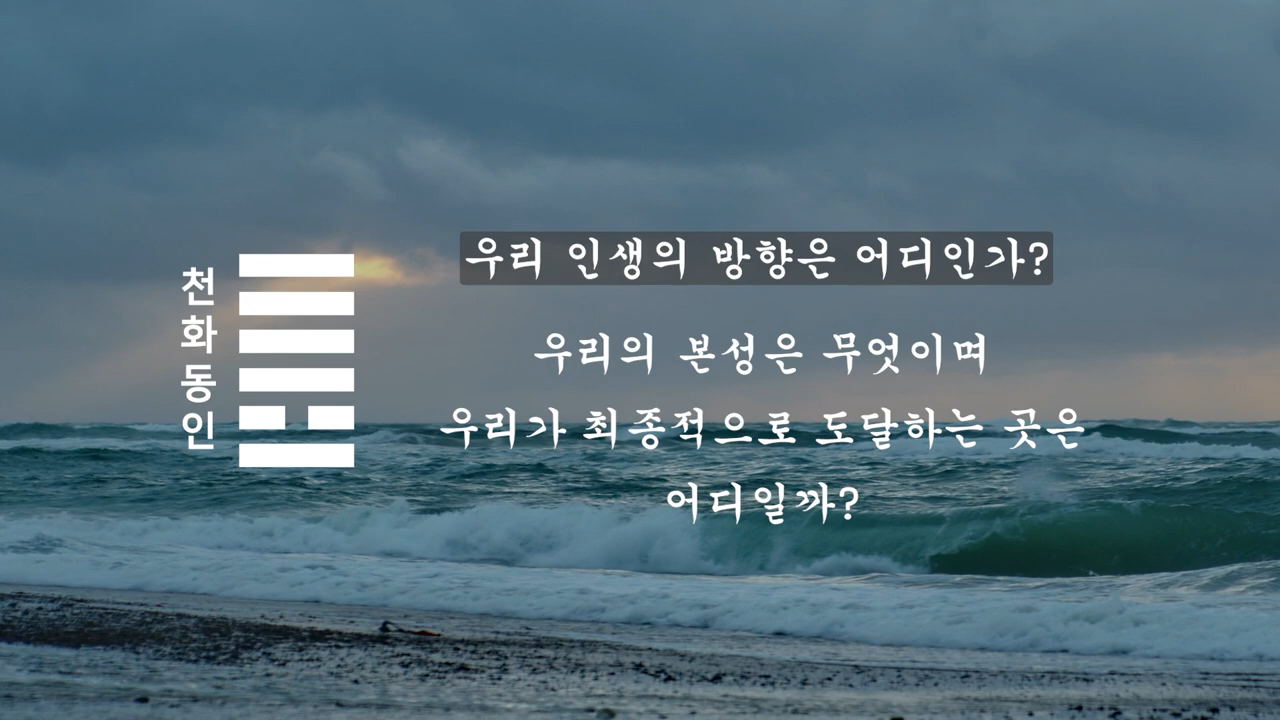 천화동인
우리 인생의 방향은 어디인가?
우리의 본성은 무엇이며
우리가 최종적으로 도달하는 곳은
어디일까?